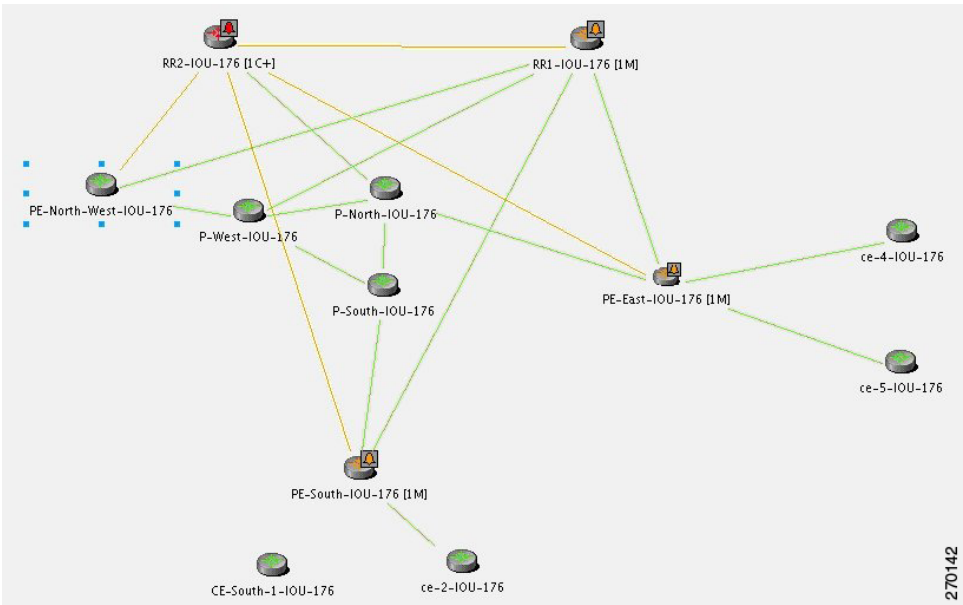 RR2-IOU-176 [1C+]
RR1-IOU-176 [1M]
PE-North-West-IOU-176
P-North-IOU-176
P-West-IOU-176
ce-4-IOU-176
PE-East-IOU-176 [1M]
P-South-IOU-176
ce-5-IOU-176
PE-South-IOU-176 [1M]
CE-South-1-IOU-176
ce-2-IOU-176
270142